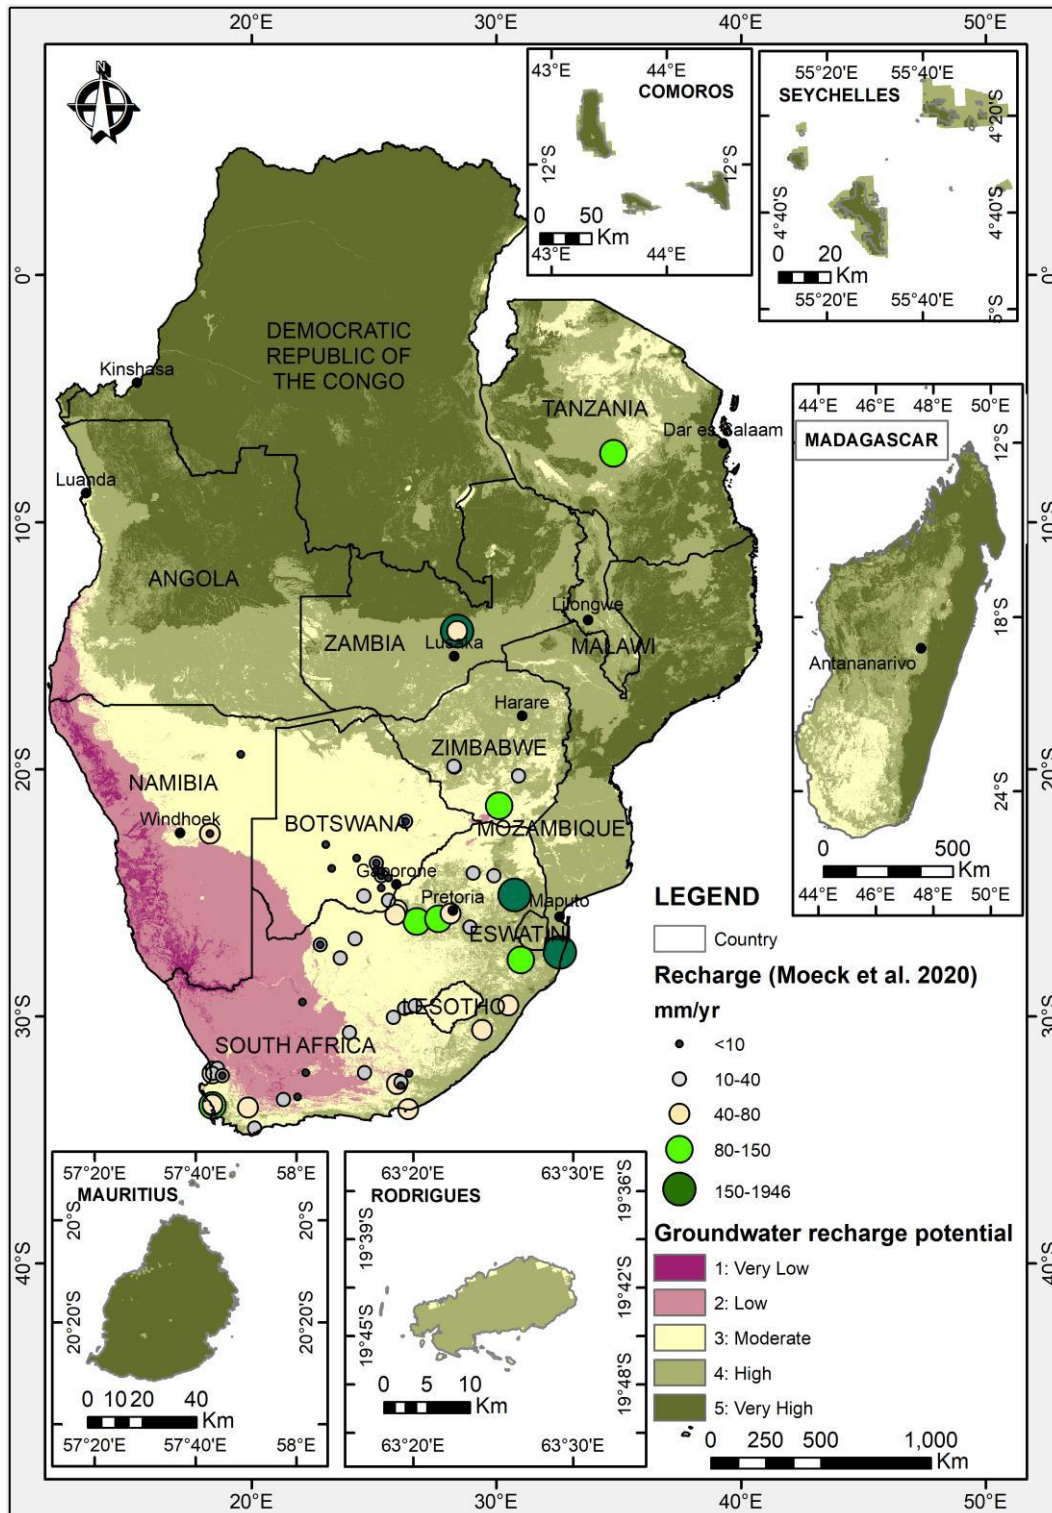 20°E
30°E
40°E
50°E
N
43°E
44°E
COMOROS
12°S
12°S
0
50
Km
43°E
44°E
55°20'E
55°40'E
SEYCHELLES
4°20'S
4°40'S
4°40'S
0
20
Km
5°S
55°20'E
55°40'E
0°
0°
DEMOCRATIC
REPUBLIC OF
THE CONGO
Kinshasa
TANZANIA
Dar es Salaam
44°E
46°E
48°E
50°E
MADAGASCAR
12°S
Luanda
10°S
10°S
ANGOLA
Lilongwe
ZAMBIA
Lusaka
MALAWI
18°S
Antananarivo
Harare
ZIMBABWE
20°S
20°S
NAMIBIA
24°S
Windhoek
BOTSWANA
MOZAMBIQUE
0
500
Km
Gaborone
44°E
46°E
48°E
50°E
Pretoria
Maputo
ESWATINI
LEGEND
Country
Recharge (Moeck et al. 2020)
mm/yr
<10
10-40
40-80
80-150
150-1946
LESOTHO
30°S
30°S
SOUTH AFRICA
57°20'E
57°40'E
58°E
MAURITIUS
20°S
20°S
20°20'S
20°20'S
0
10
20
40
Km
57°20'E
57°40'E
58°E
63°20'E
63°30'E
RODRIGUES
19°36'S
19°39'S
19°42'S
19°45'S
19°48'S
0
5
10
Km
63°20'E
63°30'E
Groundwater recharge potential
40°S
40°S
1: Very Low
2: Low
3: Moderate
4: High
5: Very High
0
250
500
1,000
Km
20°E
30°E
40°E
50°E